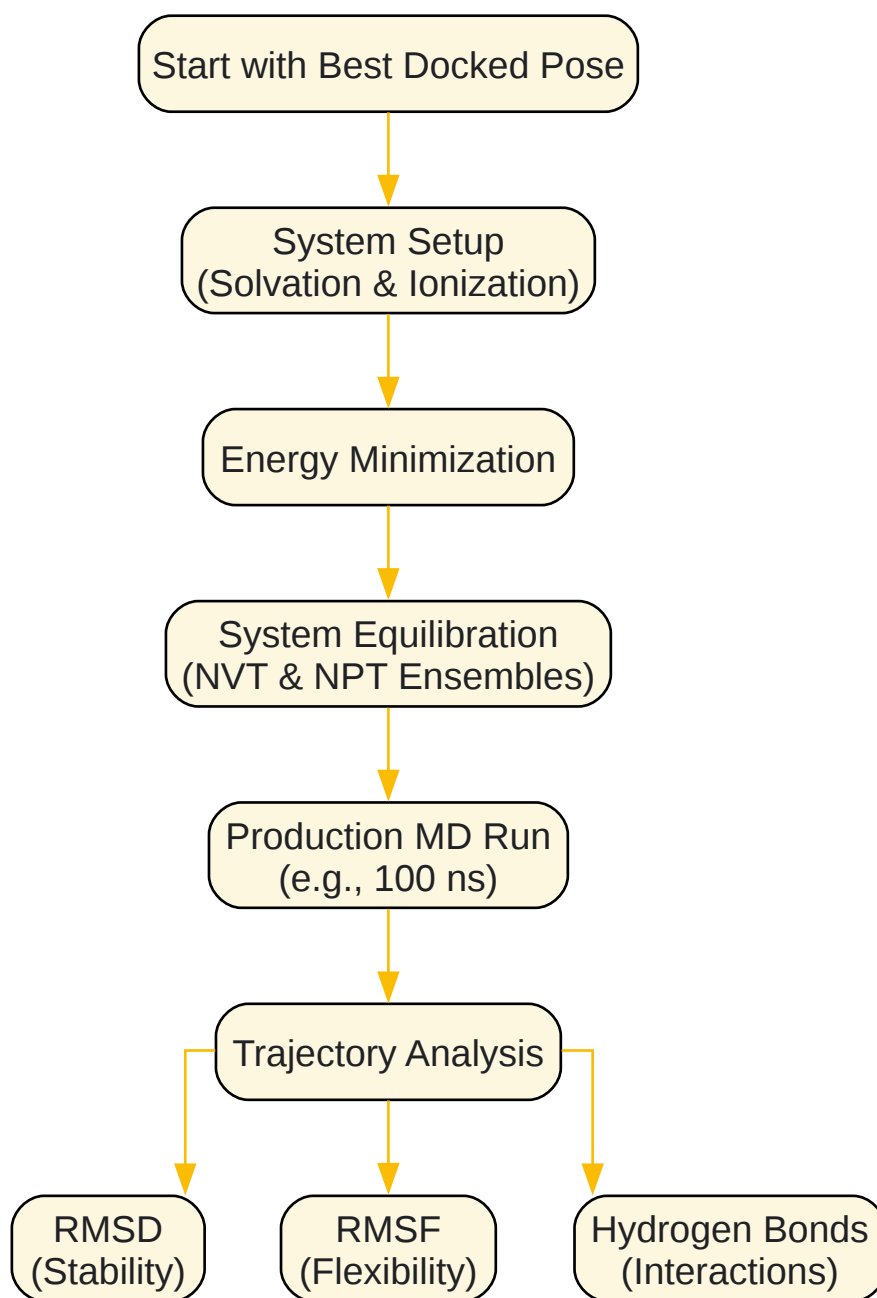 Start with Best Docked Pose
System Setup
(Solvation & Ionization)
Energy Minimization
System Equilibration
(NVT & NPT Ensembles)
Production MD Run
(e.g., 100 ns)
Trajectory Analysis
RMSD
(Stability)
RMSF
(Flexibility)
Hydrogen Bonds
(Interactions)